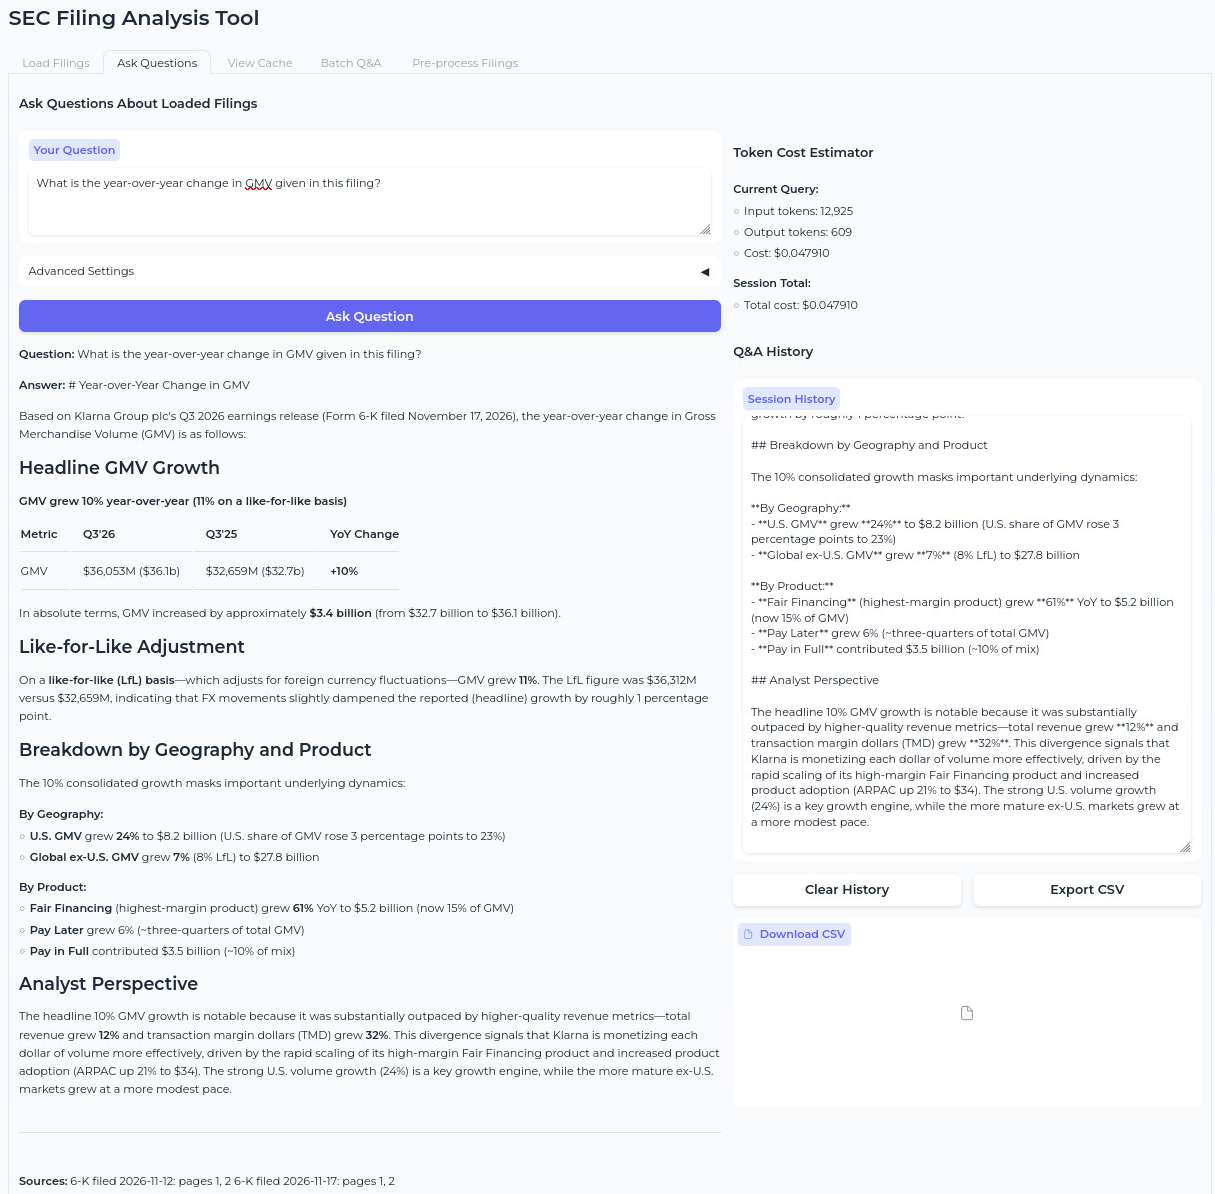 SEC Filing Analysis Tool
Load Filings
Ask Questions
View Cache
Batch Q&A
Pre-process Filings
Ask Questions About Loaded Filings
Your Question
What is the year-over-year change in GMV given in this filing?
Advanced Settings
Ask Question
Question: What is the year-over-year change in GMV given in this filing?
Answer: # Year-over-Year Change in GMV
Based on Klarna Group plc's Q3 2026 earnings release (Form 6-K filed November 17, 2026), the year-over-year change in Gross
Merchandise Volume (GMV) is as follows:
Headline GMV Growth
GMV grew 10% year-over-year (11% on a like-for-like basis)
Metric Q3'26 Q3'25 YoY Change
GMV $36,053M ($36.1b) $32,659M ($32.7b) +10%
In absolute terms, GMV increased by approximately $3.4 billion (from $32.7 billion to $36.1 billion).
Like-for-Like Adjustment
On a like-for-like (LfL) basis—which adjusts for foreign currency fluctuations—GMV grew 11%. The LfL figure was $36,312M
versus $32,659M, indicating that FX movements slightly dampened the reported (headline) growth by roughly 1 percentage
point.
Breakdown by Geography and Product
The 10% consolidated growth masks important underlying dynamics:
By Geography:
○ U.S. GMV grew 24% to $8.2 billion (U.S. share of GMV rose 3 percentage points to 23%)
○ Global ex-U.S. GMV grew 7% (8% LfL) to $27.8 billion
By Product:
○ Fair Financing (highest-margin product) grew 61% YoY to $5.2 billion (now 15% of GMV)
○ Pay Later grew 6% (~three-quarters of total GMV)
○ Pay in Full contributed $3.5 billion (~10% of mix)
Analyst Perspective
The headline 10% GMV growth is notable because it was substantially outpaced by higher-quality revenue metrics—total
revenue grew 12% and transaction margin dollars (TMD) grew 32%. This divergence signals that Klarna is monetizing each
dollar of volume more effectively, driven by the rapid scaling of its high-margin Fair Financing product and increased product
adoption (ARPAC up 21% to $34). The strong U.S. volume growth (24%) is a key growth engine, while the more mature ex-U.S.
markets grew at a more modest pace.
Sources: 6-K filed 2026-11-12: pages 1, 2 6-K filed 2026-11-17: pages 1, 2
Token Cost Estimator
Current Query:
○ Input tokens: 12,925
○ Output tokens: 609
○ Cost: $0.047910
Session Total:
○ Total cost: $0.047910
Q&A History
Session History
growth by roughly 1 percentage point.
## Breakdown by Geography and Product
The 10% consolidated growth masks important underlying dynamics:
**By Geography:**
- **U.S. GMV** grew **24%** to $8.2 billion (U.S. share of GMV rose 3
percentage points to 23%)
- **Global ex-U.S. GMV** grew **7%** (8% LfL) to $27.8 billion
**By Product:**
- **Fair Financing** (highest-margin product) grew **61%** YoY to $5.2 billion
(now 15% of GMV)
- **Pay Later** grew 6% (~three-quarters of total GMV)
- **Pay in Full** contributed $3.5 billion (~10% of mix)
## Analyst Perspective
The headline 10% GMV growth is notable because it was substantially
outpaced by higher-quality revenue metrics—total revenue grew **12%** and
transaction margin dollars (TMD) grew **32%**. This divergence signals that
Klarna is monetizing each dollar of volume more effectively, driven by the
rapid scaling of its high-margin Fair Financing product and increased
product adoption (ARPAC up 21% to $34). The strong U.S. volume growth
(24%) is a key growth engine, while the more mature ex-U.S. markets grew at
a more modest pace.
Clear History
Export CSV
Download CSV